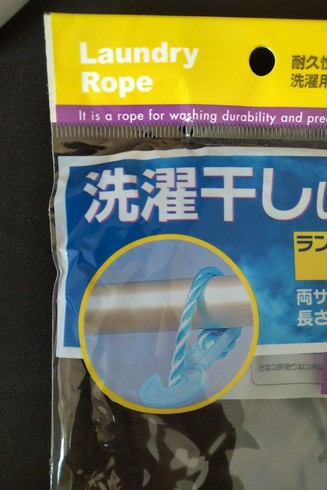 Laundry
Rope
耐久性
洗濯用
It is a rope for washing durability and pre
洗濯干し
ラン
両サ
長さ